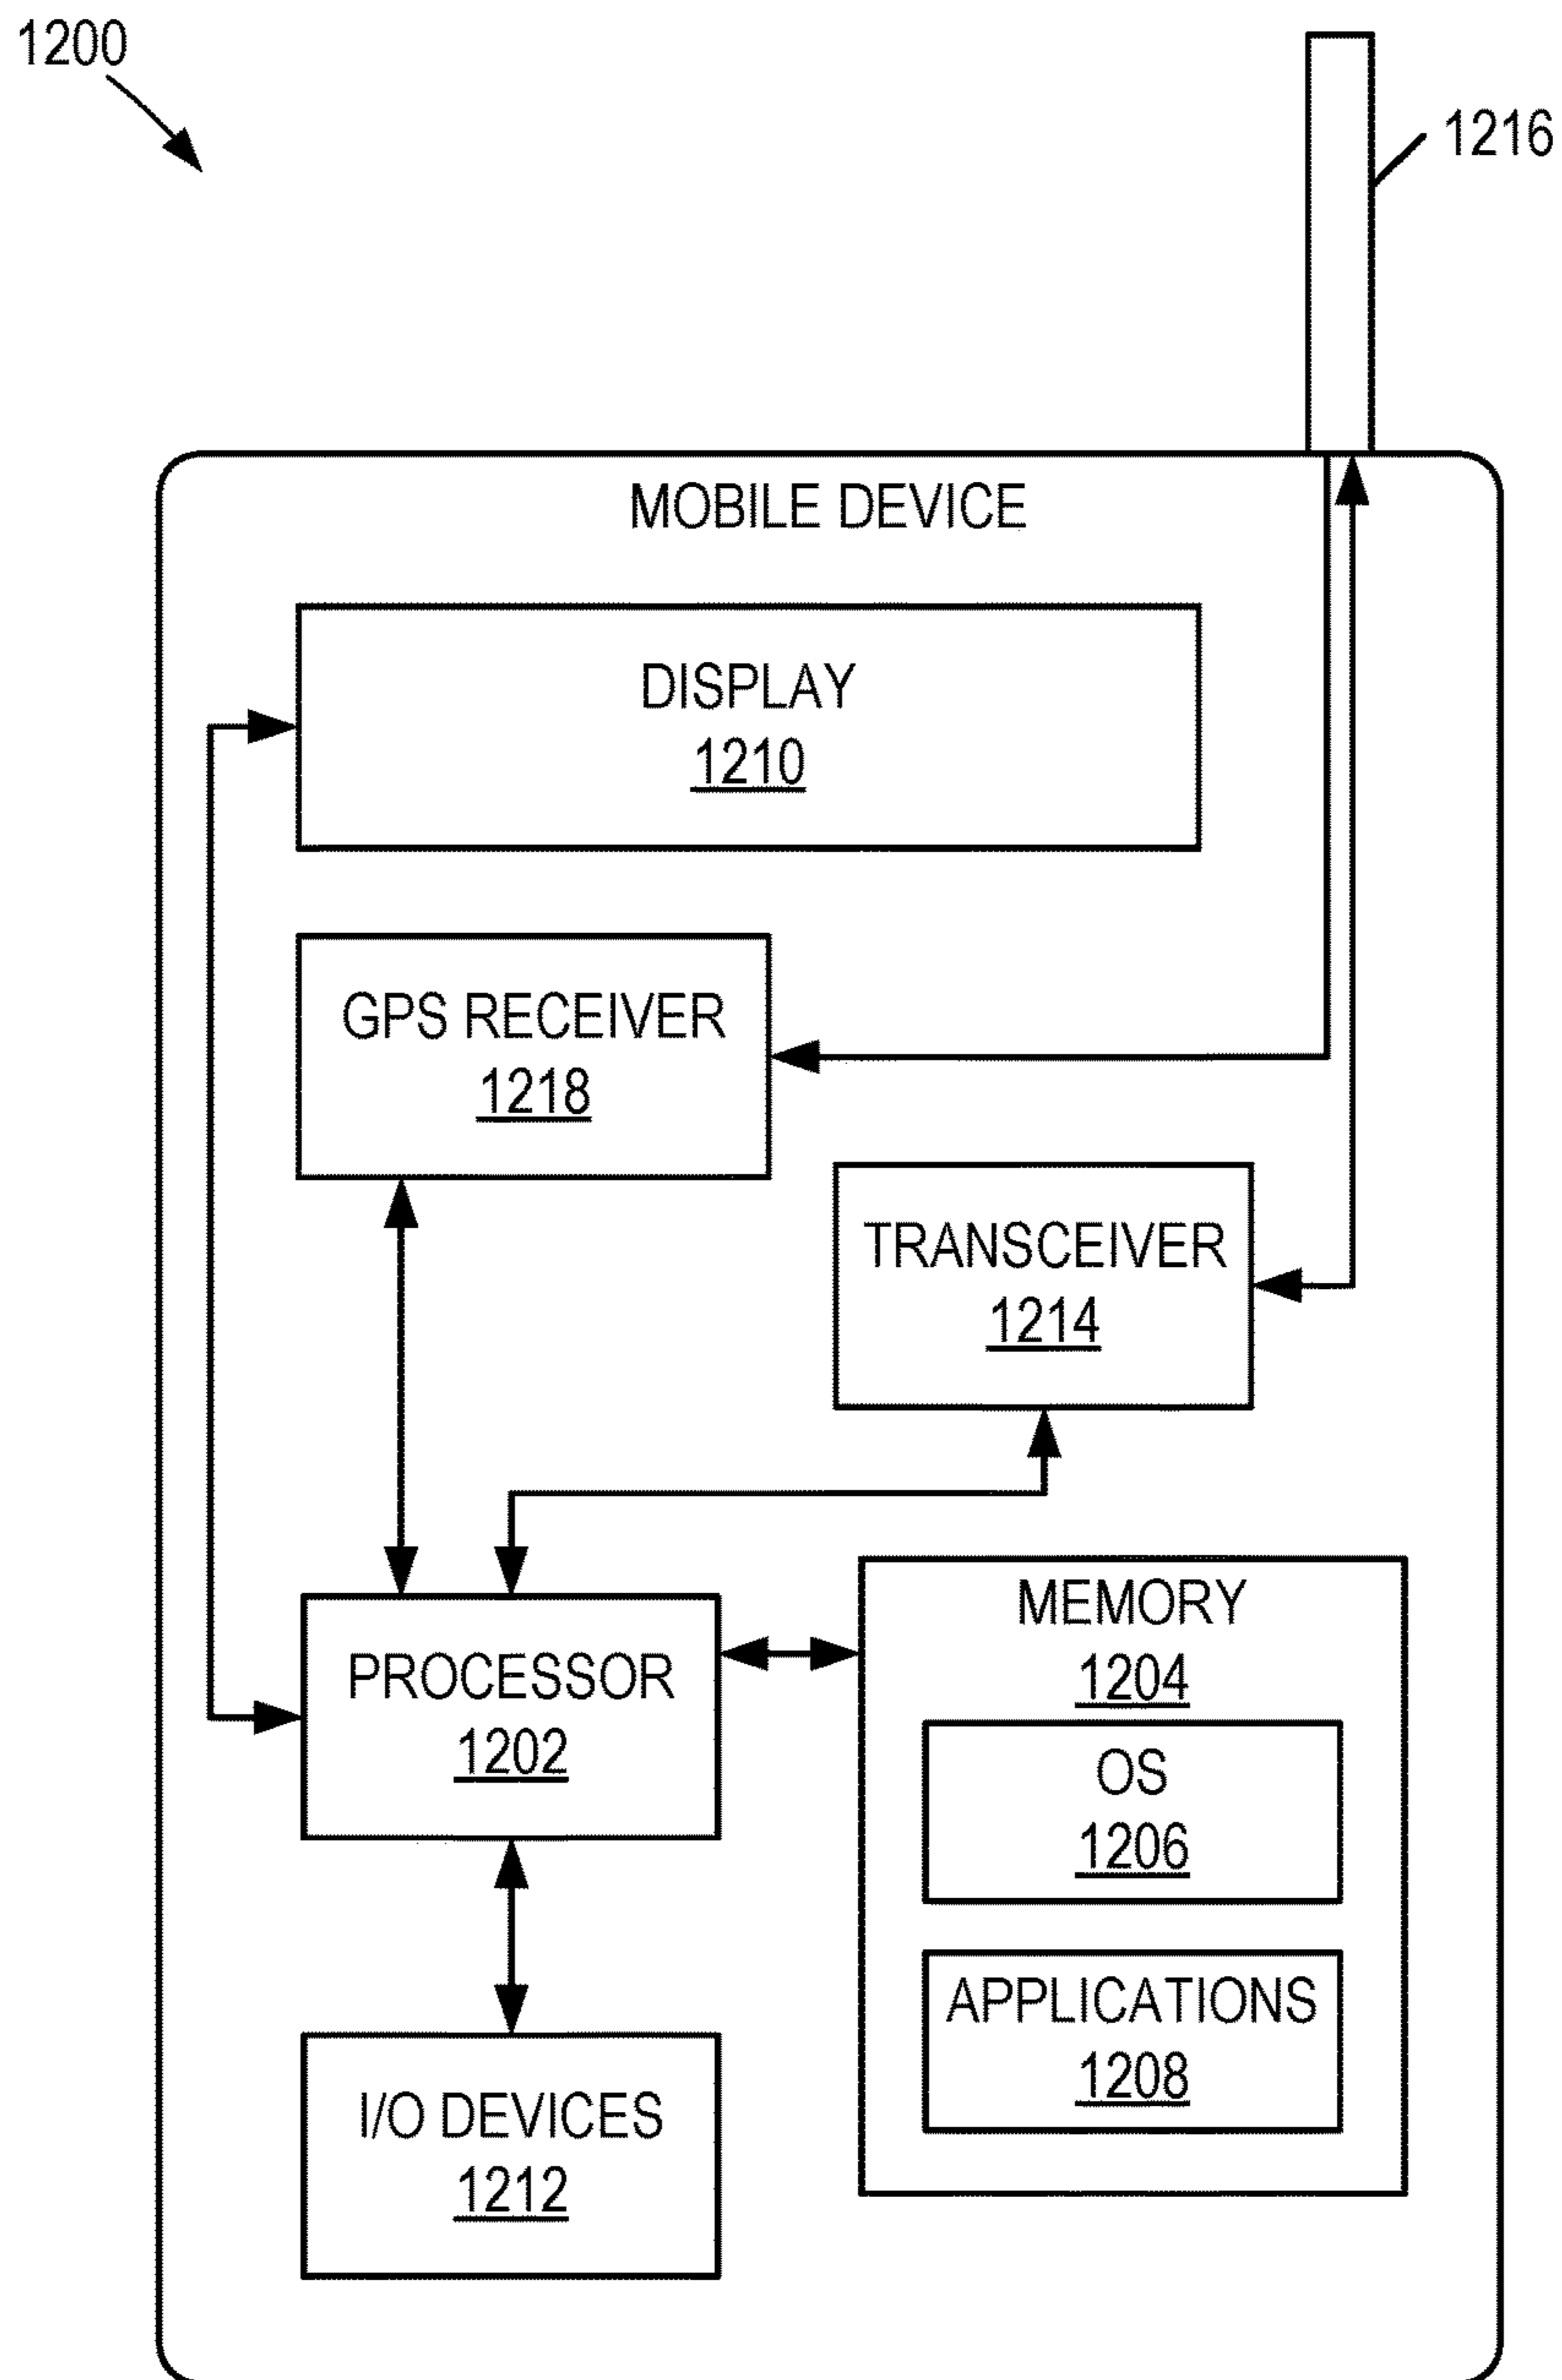 1200
1216
MOBILE DEVICE
DISPLAY
1210
GPS RECEIVER
1218
TRANSCEIVER
1214
MEMORY
1204
PROCESSOR
1202
OS
1206
APPLICATIONS
1208
I/O DEVICES
1212